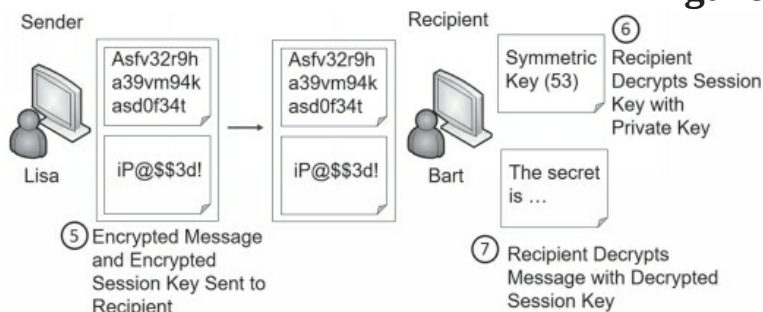 Sender
Asfv32r9h
a39vm94k
asd0f34t
iP@$$3d!
Lisa
⑤ Encrypted Message
and Encrypted
Session Key Sent to
Recipient
Asfv32r9h
a39vm94k
asd0f34t
iP@$$3d!
Recipient
Bart
Symmetric
Key (53)
⑥
Recipient
Decrypts Session
Key with
Private Key
The secret
is ...
⑦ Recipient Decrypts
Message with Decrypted
Session Key